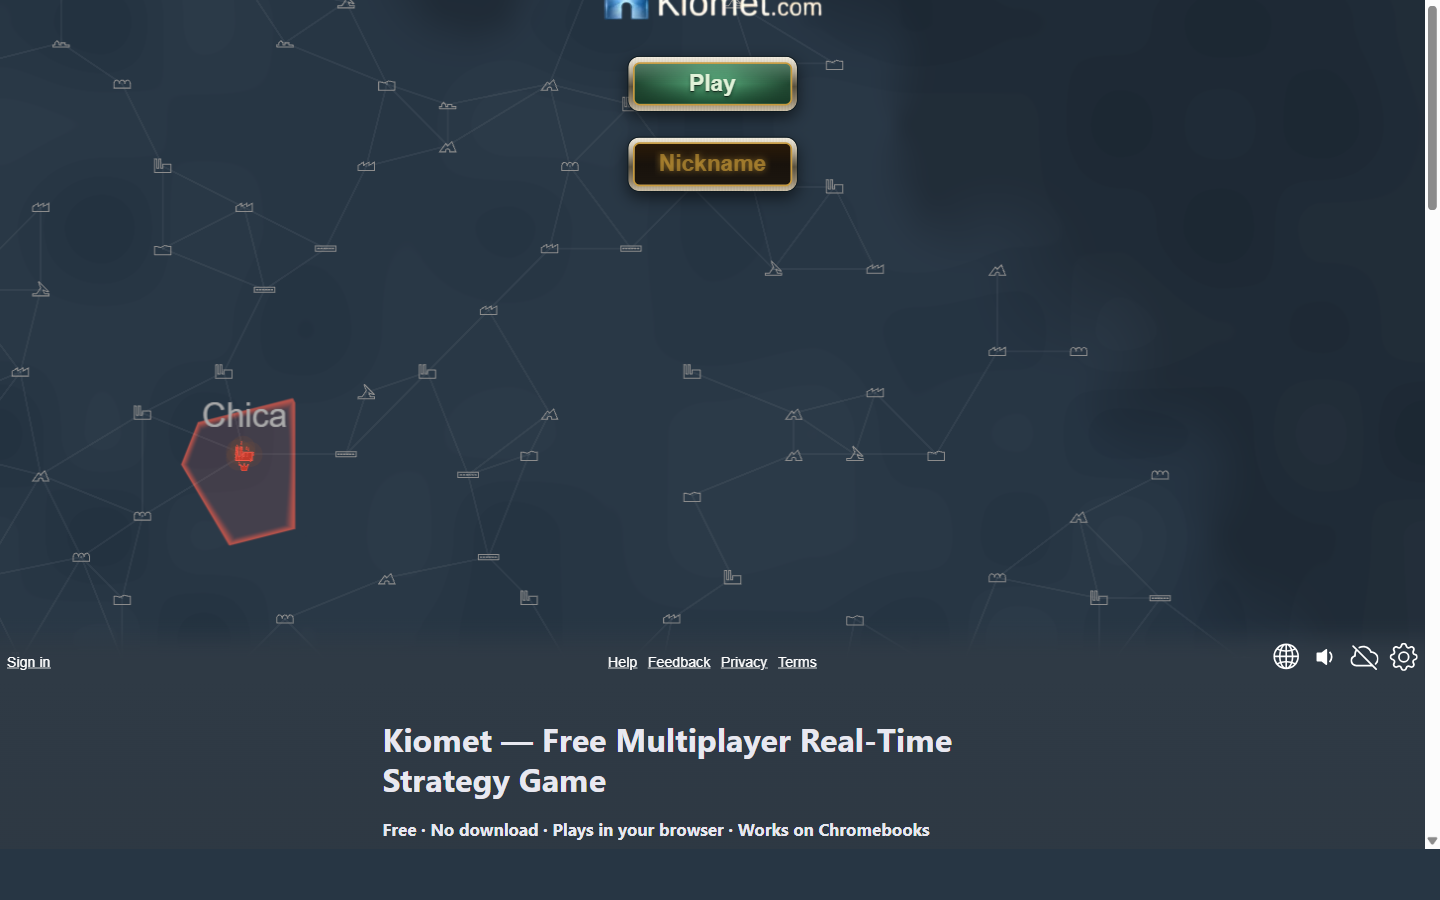 Kiomet.com
Play
Nickname
Chica
Sign in
Help Feedback Privacy Terms
Kiomet — Free Multiplayer Real-Time
Strategy Game
Free · No download · Plays in your browser · Works on Chromebooks